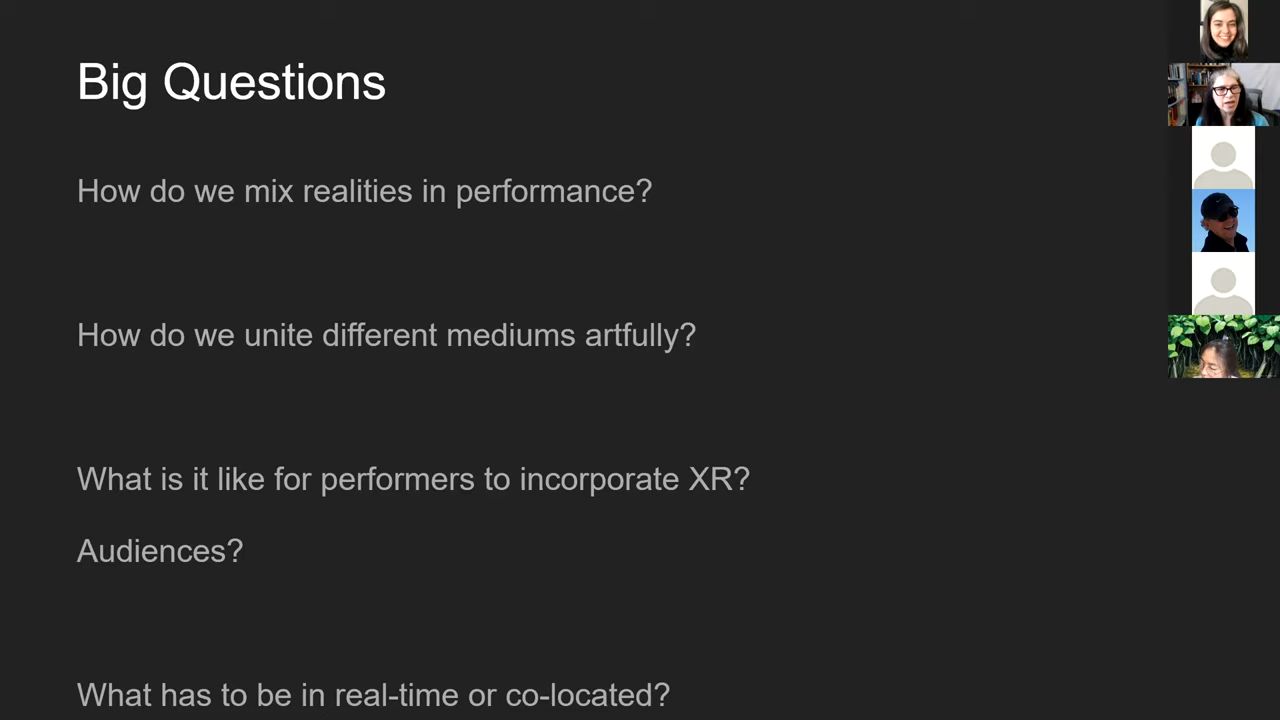 Big Questions
How do we mix realities in performance?
How do we unite different mediums artfully?
What is it like for performers to incorporate XR?
Audiences?
What has to be in real-time or co-located?